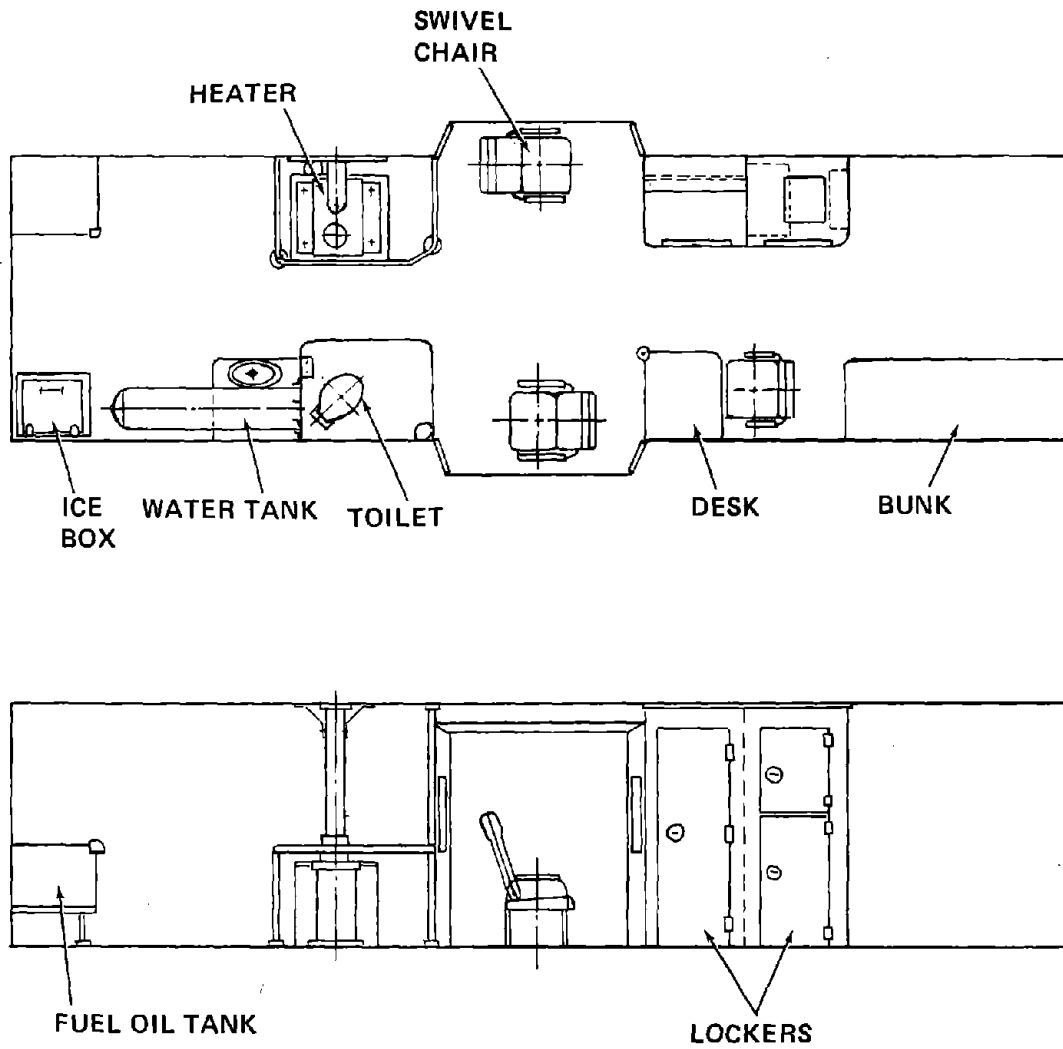 SWIVEL
CHAIR
HEATER
ICE
BOX
WATER TANK
TOILET
DESK
BUNK
FUEL OIL TANK
LOCKERS